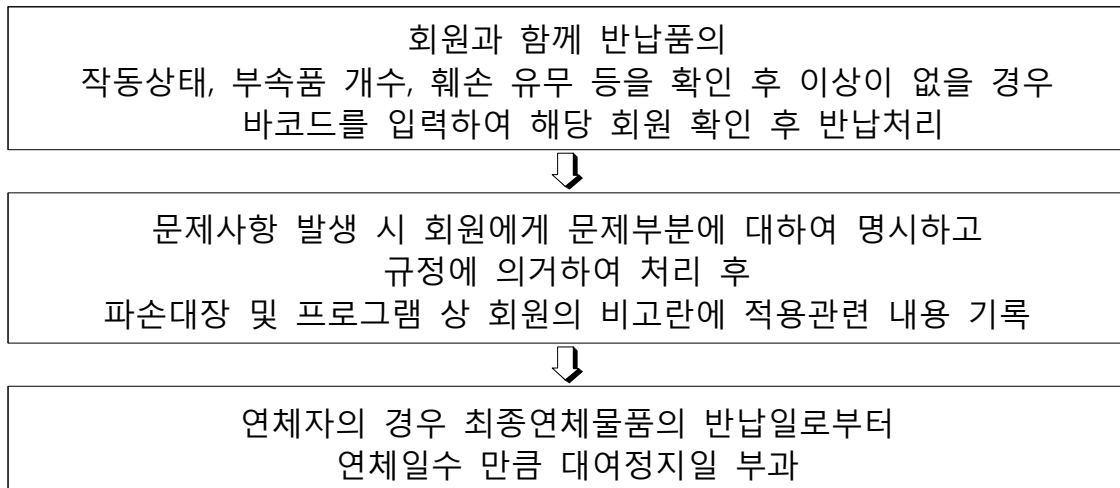 회원과 함께 반납품의
작동상태, 부속품 개수, 훼손 유무 등을 확인 후 이상이 없을 경우
바코드를 입력하여 해당 회원 확인 후 반납처리
문제사항 발생 시 회원에게 문제부분에 대하여 명시하고
규정에 의거하여 처리 후
파손대장 및 프로그램 상 회원의 비고란에 적용관련 내용 기록
연체자의 경우 최종연체물품의 반납일로부터
연체일수 만큼 대여정지일 부과